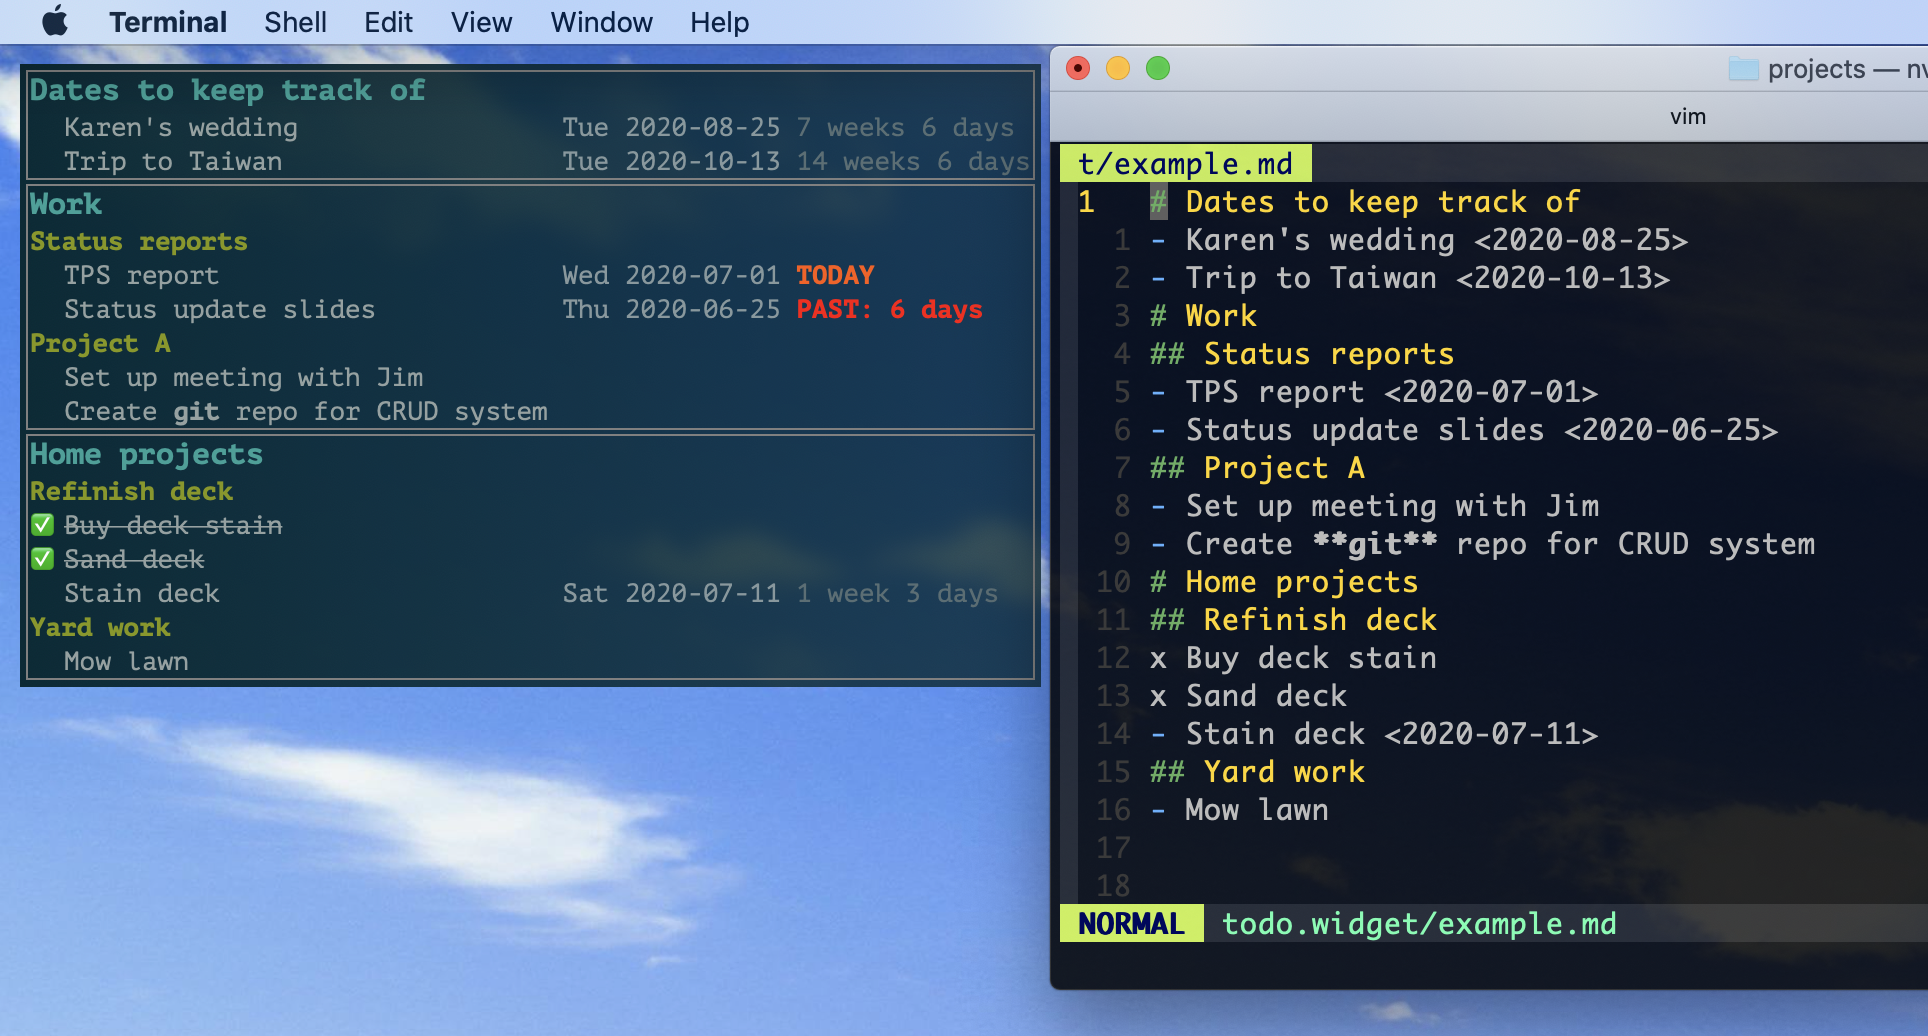 Terminal Shell Edit View Window Help
Dates to keep track of
Karen's wedding Tue 2020-08-25 7 weeks 6 days
Trip to Taiwan Tue 2020-10-13 14 weeks 6 days
Work
Status reports
TPS report Wed 2020-07-01 TODAY
Status update slides Thu 2020-06-25 PAST: 6 days
Project A
Set up meeting with Jim
Create git repo for CRUD system
Home projects
Refinish deck
✅ Buy deck stain
✅ Sand deck
Stain deck Sat 2020-07-11 1 week 3 days
Yard work
Mow lawn
projects — nv
vim
t/example.md
1 # Dates to keep track of
1 - Karen's wedding <2020-08-25>
2 - Trip to Taiwan <2020-10-13>
3 # Work
4 ## Status reports
5 - TPS report <2020-07-01>
6 - Status update slides <2020-06-25>
7 ## Project A
8 - Set up meeting with Jim
9 - Create **git** repo for CRUD system
10 # Home projects
11 ## Refinish deck
12 x Buy deck stain
13 x Sand deck
14 - Stain deck <2020-07-11>
15 ## Yard work
16 - Mow lawn
17
18
NORMAL todo.widget/example.md